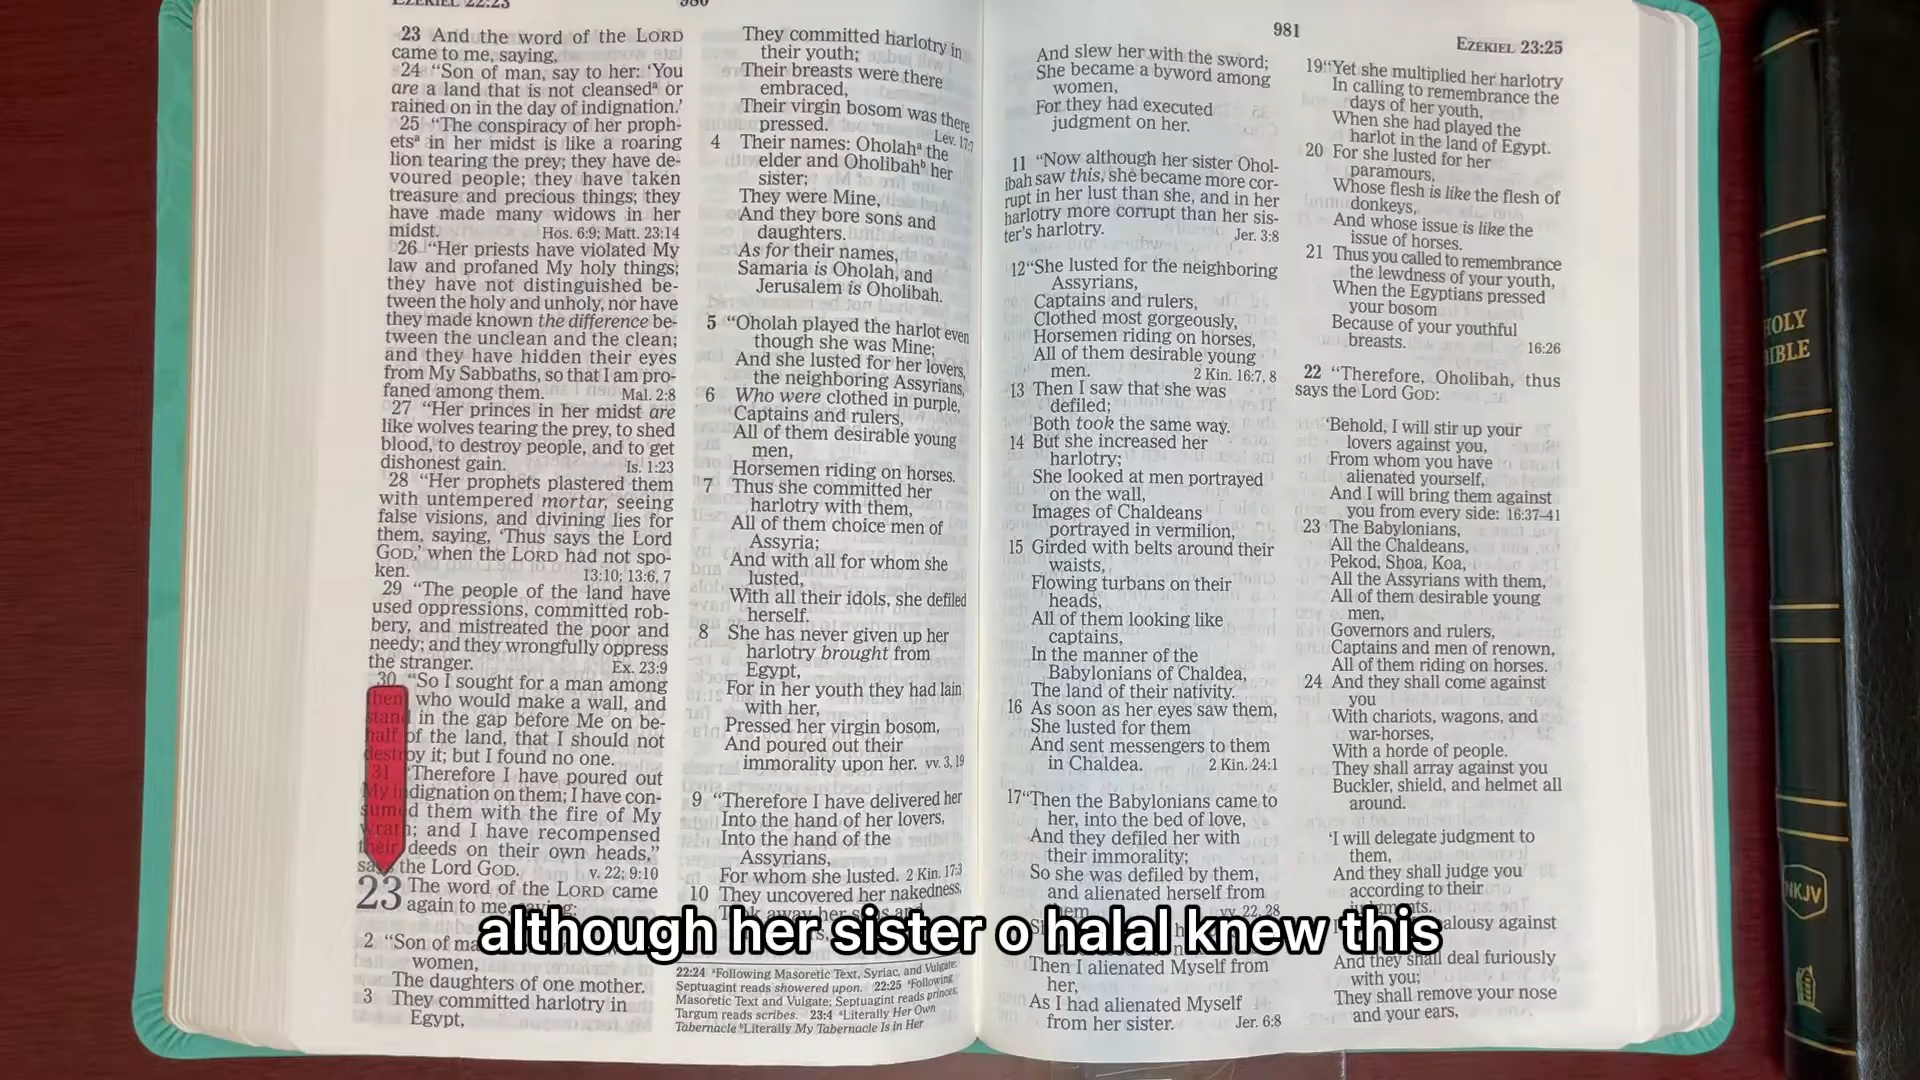 EZEKIEL 22:23
980
23 And the word of the LORD
came to me, saying,
24 “Son of man, say to her: ‘You
are a land that is not cleansedᵃ or
rained on in the day of indignation.’
25 “The conspiracy of her proph-
etsᵃ in her midst is like a roaring
lion tearing the prey; they have de-
voured people; they have taken
treasure and precious things; they
have made many widows in her
midst. Hos. 6:9; Matt. 23:14
26 “Her priests have violated My
law and profaned My holy things;
they have not distinguished be-
tween the holy and unholy, nor have
they made known the difference be-
tween the unclean and the clean;
and they have hidden their eyes
from My Sabbaths, so that I am pro-
faned among them. Mal. 2:8
27 “Her princes in her midst are
like wolves tearing the prey, to shed
blood, to destroy people, and to get
dishonest gain. Is. 1:23
28 “Her prophets plastered them
with untempered mortar, seeing
false visions, and divining lies for
them, saying, ‘Thus says the Lord
GOD,’ when the LORD had not spo-
ken. 13:10; 13:6, 7
29 “The people of the land have
used oppressions, committed rob-
bery, and mistreated the poor and
needy; and they wrongfully oppress
the stranger. Ex. 23:9
30 “So I sought for a man among
them who would make a wall, and
stand in the gap before Me on be-
half of the land, that I should not
destroy it; but I found no one.
31 Therefore I have poured out
My indignation on them; I have con-
sumed them with the fire of My
wrath; and I have recompensed
their deeds on their own heads,”
says the Lord GOD. v. 22; 9:10
23 The word of the LORD came
again to me, saying:
2 “Son of
women,
The daughters of one mother.
3 They committed harlotry in
Egypt,
They committed harlotry in
their youth;
Their breasts were there
embraced,
Their virgin bosom was there
pressed. Lev. 17:7
4 Their names: Oholahᵃ the
elder and Oholibahᵇ her
sister;
They were Mine,
And they bore sons and
daughters.
As for their names,
Samaria is Oholah, and
Jerusalem is Oholibah.
5 “Oholah played the harlot even
though she was Mine;
And she lusted for her lovers,
the neighboring Assyrians,
6 Who were clothed in purple,
Captains and rulers,
All of them desirable young
men,
Horsemen riding on horses.
7 Thus she committed her
harlotry with them,
All of them choice men of
Assyria;
And with all for whom she
lusted,
With all their idols, she defiled
herself.
8 She has never given up her
harlotry brought from
Egypt,
For in her youth they had lain
with her,
Pressed her virgin bosom,
And poured out their
immorality upon her. vv. 3, 19
9 “Therefore I have delivered her
Into the hand of her lovers,
Into the hand of the
Assyrians,
For whom she lusted. 2 Kin. 17:3
10 They uncovered her nakedness,
away her sons and
22:24 ᵃFollowing Masoretic Text, Syriac, and Vulgate;
Septuagint reads showered upon. 22:25 ᵃFollowing
Masoretic Text and Vulgate; Septuagint reads princes,
Targum reads scribes. 23:4 ᵃLiterally Her Own
Tabernacle ᵇLiterally My Tabernacle Is in Her
981
EZEKIEL 23:25
And slew her with the sword;
She became a byword among
women,
For they had executed
judgment on her.
11 “Now although her sister Ohol-
ibah saw this, she became more cor-
rupt in her lust than she, and in her
harlotry more corrupt than her sis-
ter’s harlotry. Jer. 3:8
12 “She lusted for the neighboring
Assyrians,
Captains and rulers,
Clothed most gorgeously,
Horsemen riding on horses,
All of them desirable young
men. 2 Kin. 16:7, 8
13 Then I saw that she was
defiled;
Both took the same way.
14 But she increased her
harlotry;
She looked at men portrayed
on the wall,
Images of Chaldeans
portrayed in vermilion,
15 Girded with belts around their
waists,
Flowing turbans on their
heads,
All of them looking like
captains,
In the manner of the
Babylonians of Chaldea,
The land of their nativity.
16 As soon as her eyes saw them,
She lusted for them
And sent messengers to them
in Chaldea. 2 Kin. 24:1
17 “Then the Babylonians came to
her, into the bed of love,
And they defiled her with
their immorality;
So she was defiled by them,
and alienated herself from
them. vv. 22, 28
Then I alienated Myself from
her,
As I had alienated Myself
from her sister. Jer. 6:8
19 “Yet she multiplied her harlotry
In calling to remembrance the
days of her youth,
When she had played the
harlot in the land of Egypt.
20 For she lusted for her
paramours,
Whose flesh is like the flesh of
donkeys,
And whose issue is like the
issue of horses.
21 Thus you called to remembrance
the lewdness of your youth,
When the Egyptians pressed
your bosom
Because of your youthful
breasts. 16:26
22 “Therefore, Oholibah, thus
says the Lord GOD:
‘Behold, I will stir up your
lovers against you,
From whom you have
alienated yourself,
And I will bring them against
you from every side: 16:37–41
23 The Babylonians,
All the Chaldeans,
Pekod, Shoa, Koa,
All the Assyrians with them,
All of them desirable young
men,
Governors and rulers,
Captains and men of renown,
All of them riding on horses.
24 And they shall come against
you
With chariots, wagons, and
war-horses,
With a horde of people.
They shall array against you
Buckler, shield, and helmet all
around.
‘I will delegate judgment to
them,
And they shall judge you
according to their
judgments.
against
And they shall deal furiously
with you;
They shall remove your nose
and your ears,
HOLY
BIBLE
NKJV
although her sister o halal knew this